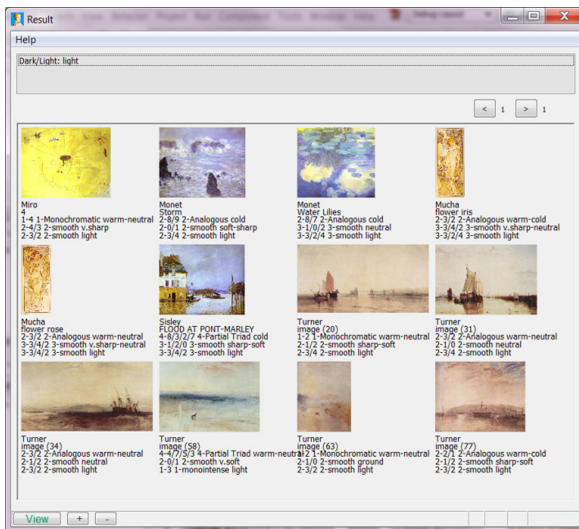 Result
Help
Dark/Light: light
< 1 > 1
Miro
4
1-4 1-Monochromatic warm-neutral
2-4/3 2-smooth v.sharp
2-3/2 2-smooth light
Monet
Storm
2-8/9 2-Analogous cold
2-0/1 2-smooth soft-sharp
2-3/4 2-smooth light
Monet
Water Lilies
2-8/7 2-Analogous cold
3-1/0/2 3-smooth neutral
3-3/2/4 3-smooth light
Mucha
flower iris
2-3/2 2-Analogous warm-cold
3-3/4/2 3-smooth v.sharp-neutral
3-3/2/4 3-smooth light
Mucha
flower rose
2-3/2 2-Analogous warm-neutral
3-3/4/2 3-smooth v.sharp-neutral
3-3/4/2 3-smooth light
Sisley
FLOOD AT PONT-MARLEY
4-8/3/2/7 4-Partial Triad cold
3-1/2/0 3-smooth sharp-soft
3-3/4/2 3-smooth light
Turner
image (20)
1-2 1-Monochromatic warm-neutral
2-1/2 2-smooth sharp-soft
2-3/4 2-smooth light
Turner
image (31)
2-3/2 2-Analogous warm-neutral
2-1/0 2-smooth neutral
2-3/4 2-smooth light
Turner
image (34)
2-3/2 2-Analogous warm-neutral
2-1/2 2-smooth neutral
2-3/2 2-smooth light
Turner
image (58)
4-4/7/5/3 4-Partial Triad warm-neutral
2-0/1 2-smooth v.soft
1-3 1-monointense light
Turner
image (63)
1-2 1-Monochromatic warm-neutral
2-1/0 2-smooth ground
2-3/2 2-smooth light
Turner
image (77)
2-2/1 2-Analogous warm-cold
2-1/2 2-smooth sharp-soft
2-3/2 2-smooth light
View + -